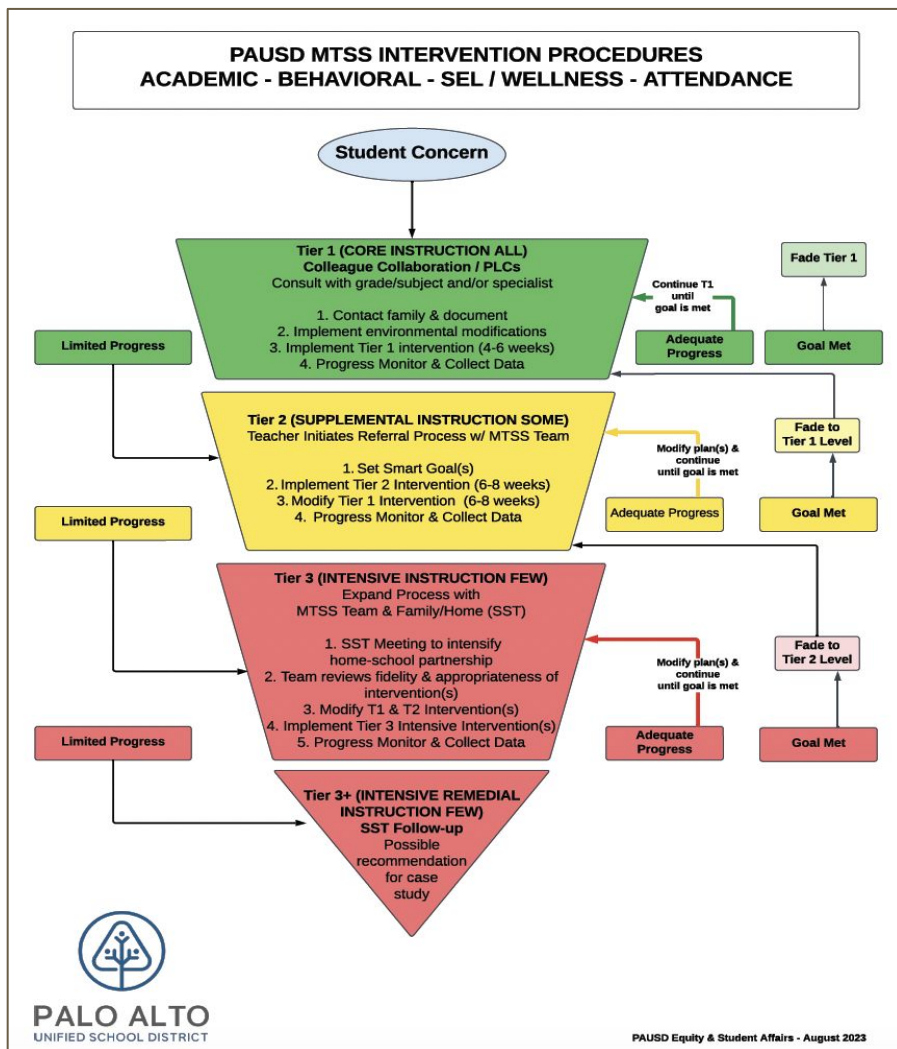 PAUSD MTSS INTERVENTION PROCEDURES
ACADEMIC - BEHAVIORAL - SEL / WELLNESS - ATTENDANCE
Student Concern
Tier 1 (CORE INSTRUCTION ALL)
Colleague Collaboration / PLCs
Consult with grade/subject and/or specialist
1. Contact family & document
2. Implement environmental modifications
3. Implement Tier 1 intervention (4-6 weeks)
4. Progress Monitor & Collect Data
Continue T1
until
goal is met
Adequate
Progress
Fade Tier 1
Goal Met
Limited Progress
Tier 2 (SUPPLEMENTAL INSTRUCTION SOME)
Teacher Initiates Referral Process w/ MTSS Team
1. Set Smart Goal(s)
2. Implement Tier 2 Intervention (6-8 weeks)
3. Modify Tier 1 Intervention (6-8 weeks)
4. Progress Monitor & Collect Data
Modify plan(s) &
continue
until goal is met
Adequate Progress
Fade to
Tier 1 Level
Goal Met
Limited Progress
Tier 3 (INTENSIVE INSTRUCTION FEW)
Expand Process with
MTSS Team & Family/Home (SST)
1. SST Meeting to intensify
home-school partnership
2. Team reviews fidelity & appropriateness of
intervention(s)
3. Modify T1 & T2 Intervention(s)
4. Implement Tier 3 Intensive Intervention(s)
5. Progress Monitor & Collect Data
Modify plan(s) &
continue
until goal is met
Adequate
Progress
Fade to
Tier 2 Level
Goal Met
Limited Progress
Tier 3+ (INTENSIVE REMEDIAL
INSTRUCTION FEW)
SST Follow-up
Possible
recommendation
for case
study
PALO ALTO
UNIFIED SCHOOL DISTRICT
PAUSD Equity & Student Affairs - August 2023